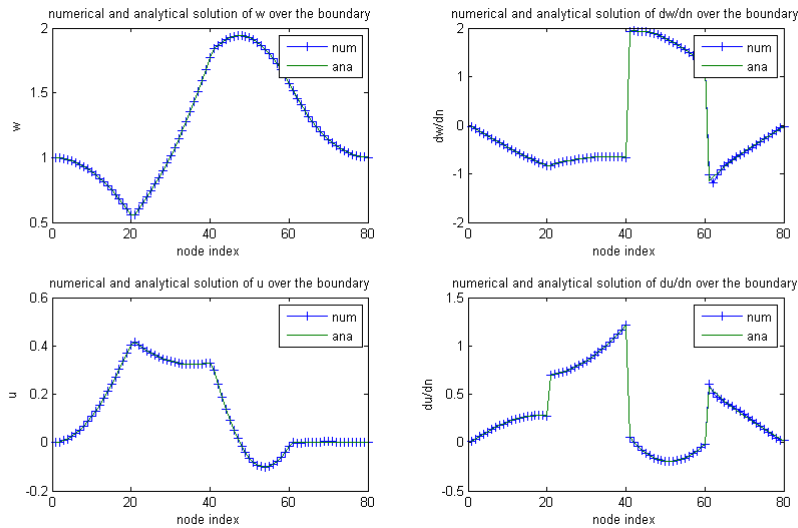 numerical and analytical solution of w over the boundary
2
1.5
1
0.5
w
0
20
40
60
80
node index
num
ana
numerical and analytical solution of dw/dn over the boundary
2
1
0
-1
-2
dw/dn
0
20
40
60
80
node index
num
ana
numerical and analytical solution of u over the boundary
0.6
0.4
0.2
0
-0.2
u
0
20
40
60
80
node index
num
ana
numerical and analytical solution of du/dn over the boundary
1.5
1
0.5
0
-0.5
du/dn
0
20
40
60
80
node index
num
ana